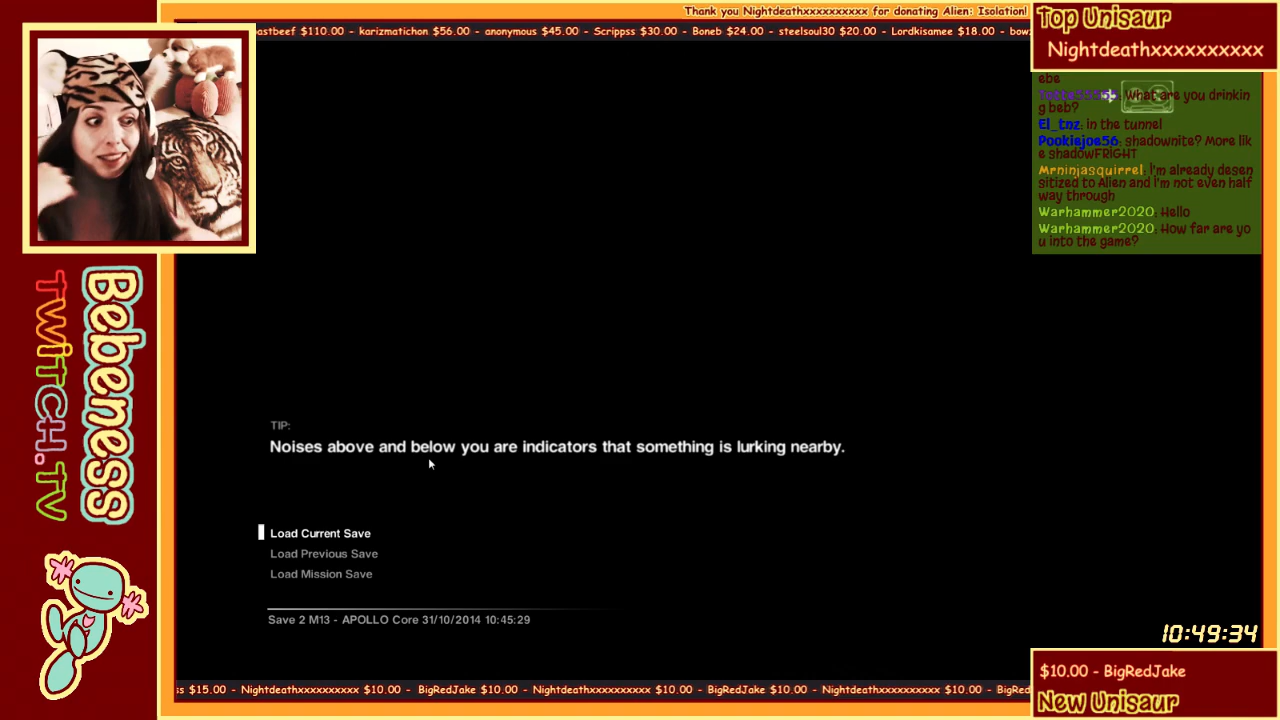 Thank you Nightdeathxxxxxxxxxx for donating Alien: Isolation!
astbeef $110.00 - karizmatichon $56.00 - anonymous $45.00 - Scrippss $30.00 - Boneb $24.00 - steelsoul30 $20.00 - Lordkisamee $18.00 - bow
Top Unisaur
Nightdeathxxxxxxxxxx
ebe
What are you drinkin
g beb?
El_tnz: in the tunnel
Pookiejoe56: shadownite? More lik
e shadowFRIGHT
Mrninjasquirrel: I'm already desen
sitized to Alien and I'm not even half
way through
Warhammer2020: Hello
Warhammer2020: How far are yo
u into the game?
Bebeness
TWITCH.TV
TIP:
Noises above and below you are indicators that something is lurking nearby.
Load Current Save
Load Previous Save
Load Mission Save
Save 2 M13 - APOLLO Core 31/10/2014 10:45:29
10:49:34
$10.00 - BigRedJake
New Unisaur
ss $15.00 - Nightdeathxxxxxxxxxx $10.00 - BigRedJake $10.00 - Nightdeathxxxxxxxxxx $10.00 - BigRedJake $10.00 - Nightdeathxxxxxxxxxx $10.00 - BigRed